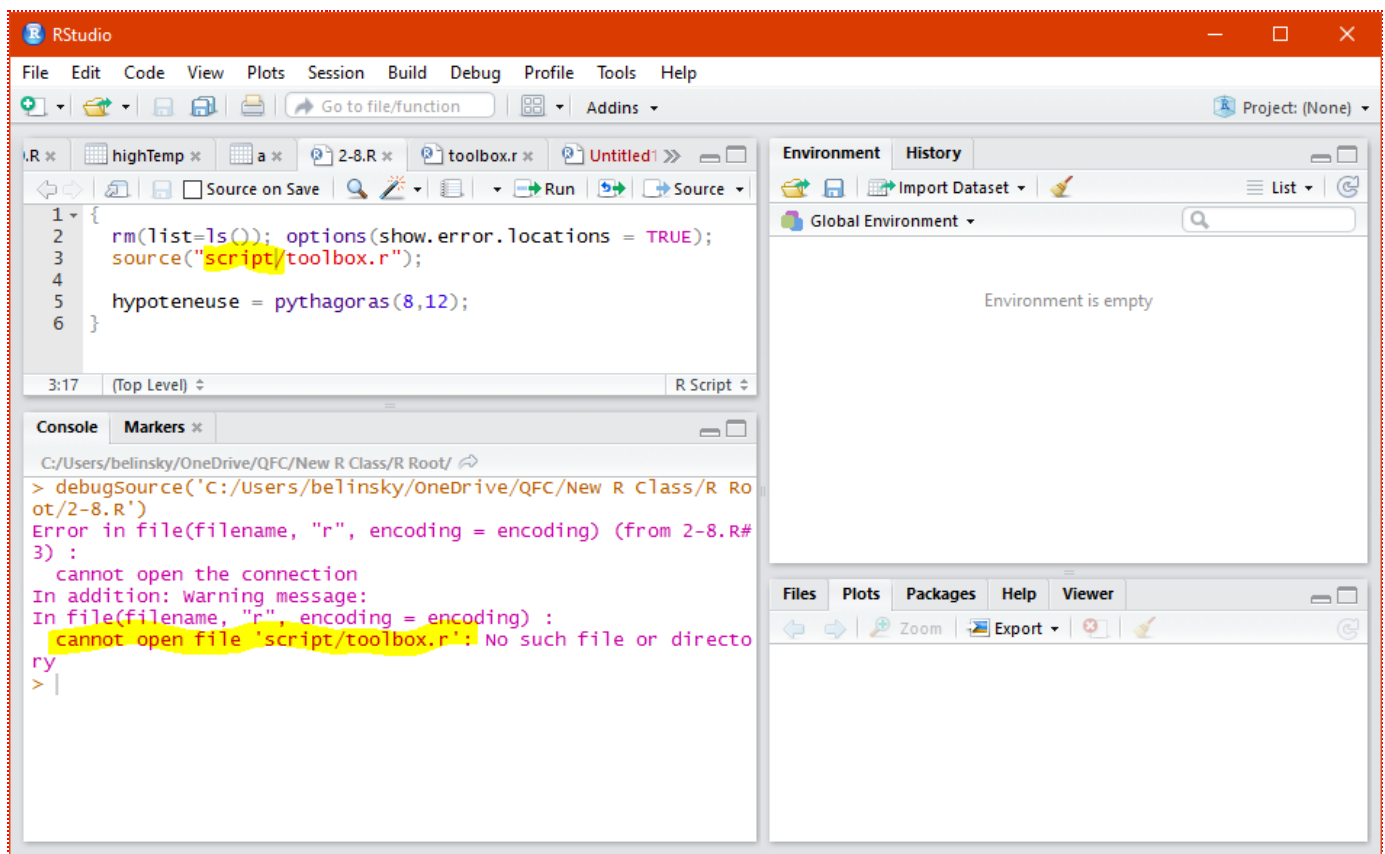 RStudio
File Edit Code View Plots Session Build Debug Profile Tools Help
Go to file/function Addins Project: (None)
.R highTemp a 2-8.R toolbox.r Untitled1
Source on Save Run Source
1 {
2 rm(list=ls()); options(show.error.locations = TRUE);
3 source("script/toolbox.r");
4
5 hypoteneuse = pythagoras(8,12);
6 }
3:17 (Top Level) R Script
Console Markers
C:/Users/belinsky/OneDrive/QFC/New R Class/R Root/
> debugSource('C:/Users/belinsky/OneDrive/QFC/New R Class/R Ro
ot/2-8.R')
Error in file(filename, "r", encoding = encoding) (from 2-8.R#
3) :
cannot open the connection
In addition: Warning message:
In file(filename, "r", encoding = encoding) :
cannot open file 'script/toolbox.r': No such file or directo
ry
>
Environment History
Import Dataset List
Global Environment
Environment is empty
Files Plots Packages Help Viewer
Zoom Export